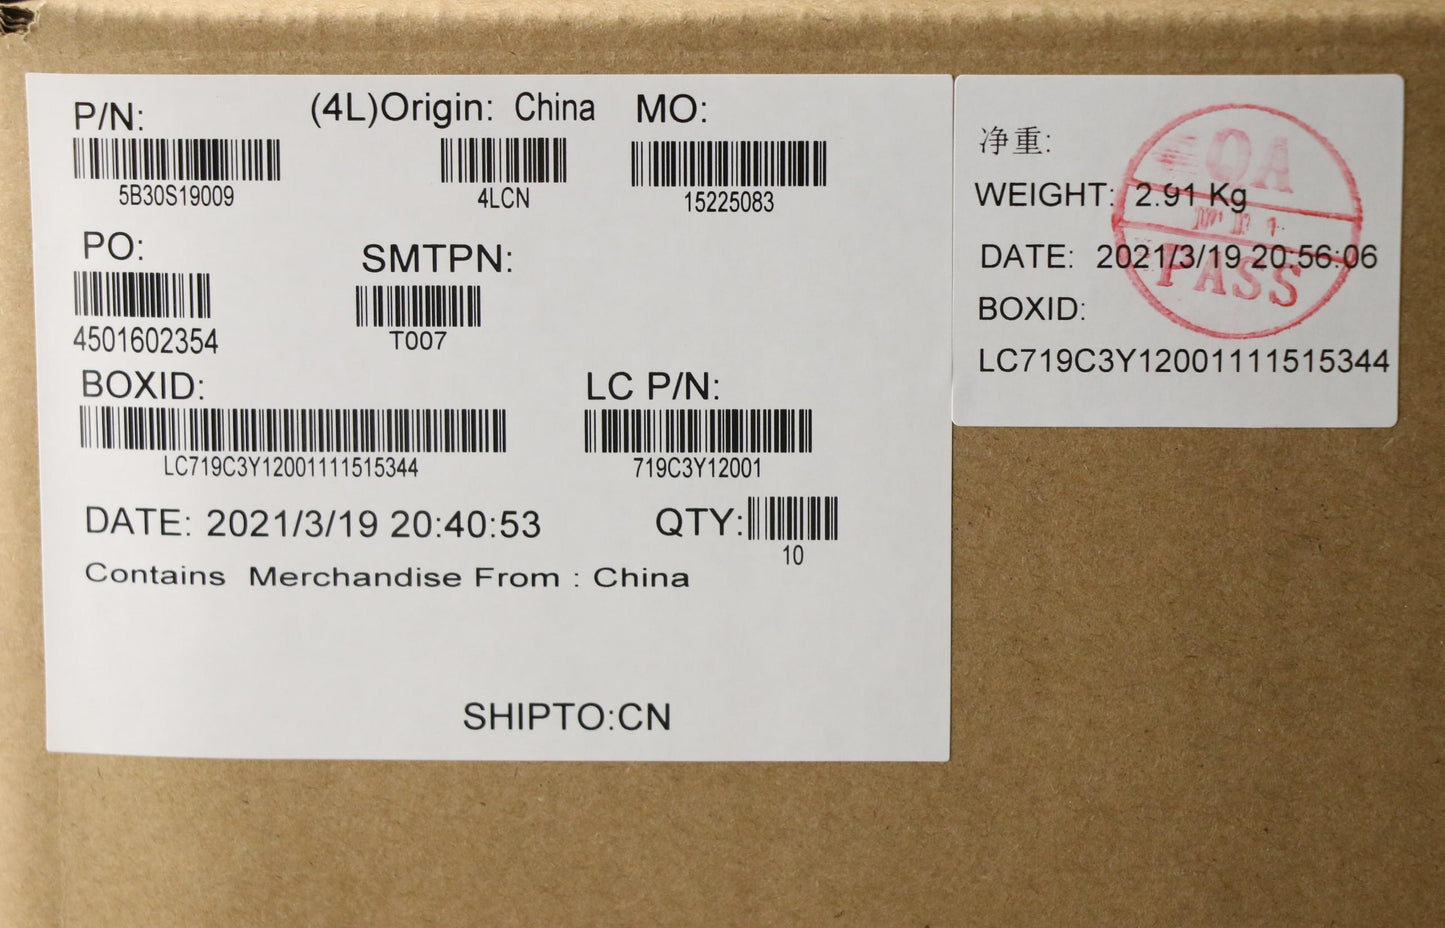 P/N:
(4L)Origin: China
MO:
5B30S19009
4LCN
15225083
PO:
SMTPN:
4501602354
T007
BOXID:
LC P/N:
LC719C3Y12001111515344
719C3Y12001
DATE: 2021/3/19 20:40:53
QTY:
10
Contains Merchandise From : China
SHIPTO:CN
净重:
WEIGHT: 2.91 Kg
DATE: 2021/3/19 20:56:06
BOXID:
LC719C3Y12001111515344
QA
PASS